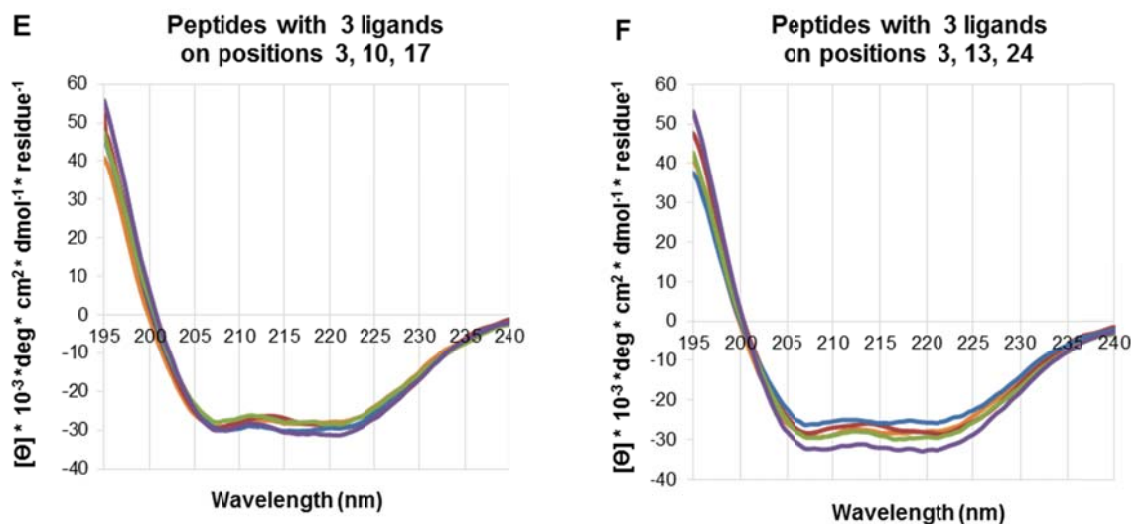 E
Peptides with 3 ligands
on positions 3, 10, 17
[Θ] * 10⁻³ *deg* cm² * dmol⁻¹ * residue⁻¹
60
50
40
30
20
10
0
-10
-20
-30
-40
195 200 205 210 215 220 225 230 235 240
Wavelength (nm)
F
Peptides with 3 ligands
on positions 3, 13, 24
[Θ] * 10⁻³ *deg* cm² * dmol⁻¹ * residue⁻¹
60
50
40
30
20
10
0
-10
-20
-30
-40
195 200 205 210 215 220 225 230 235 240
Wavelength (nm)